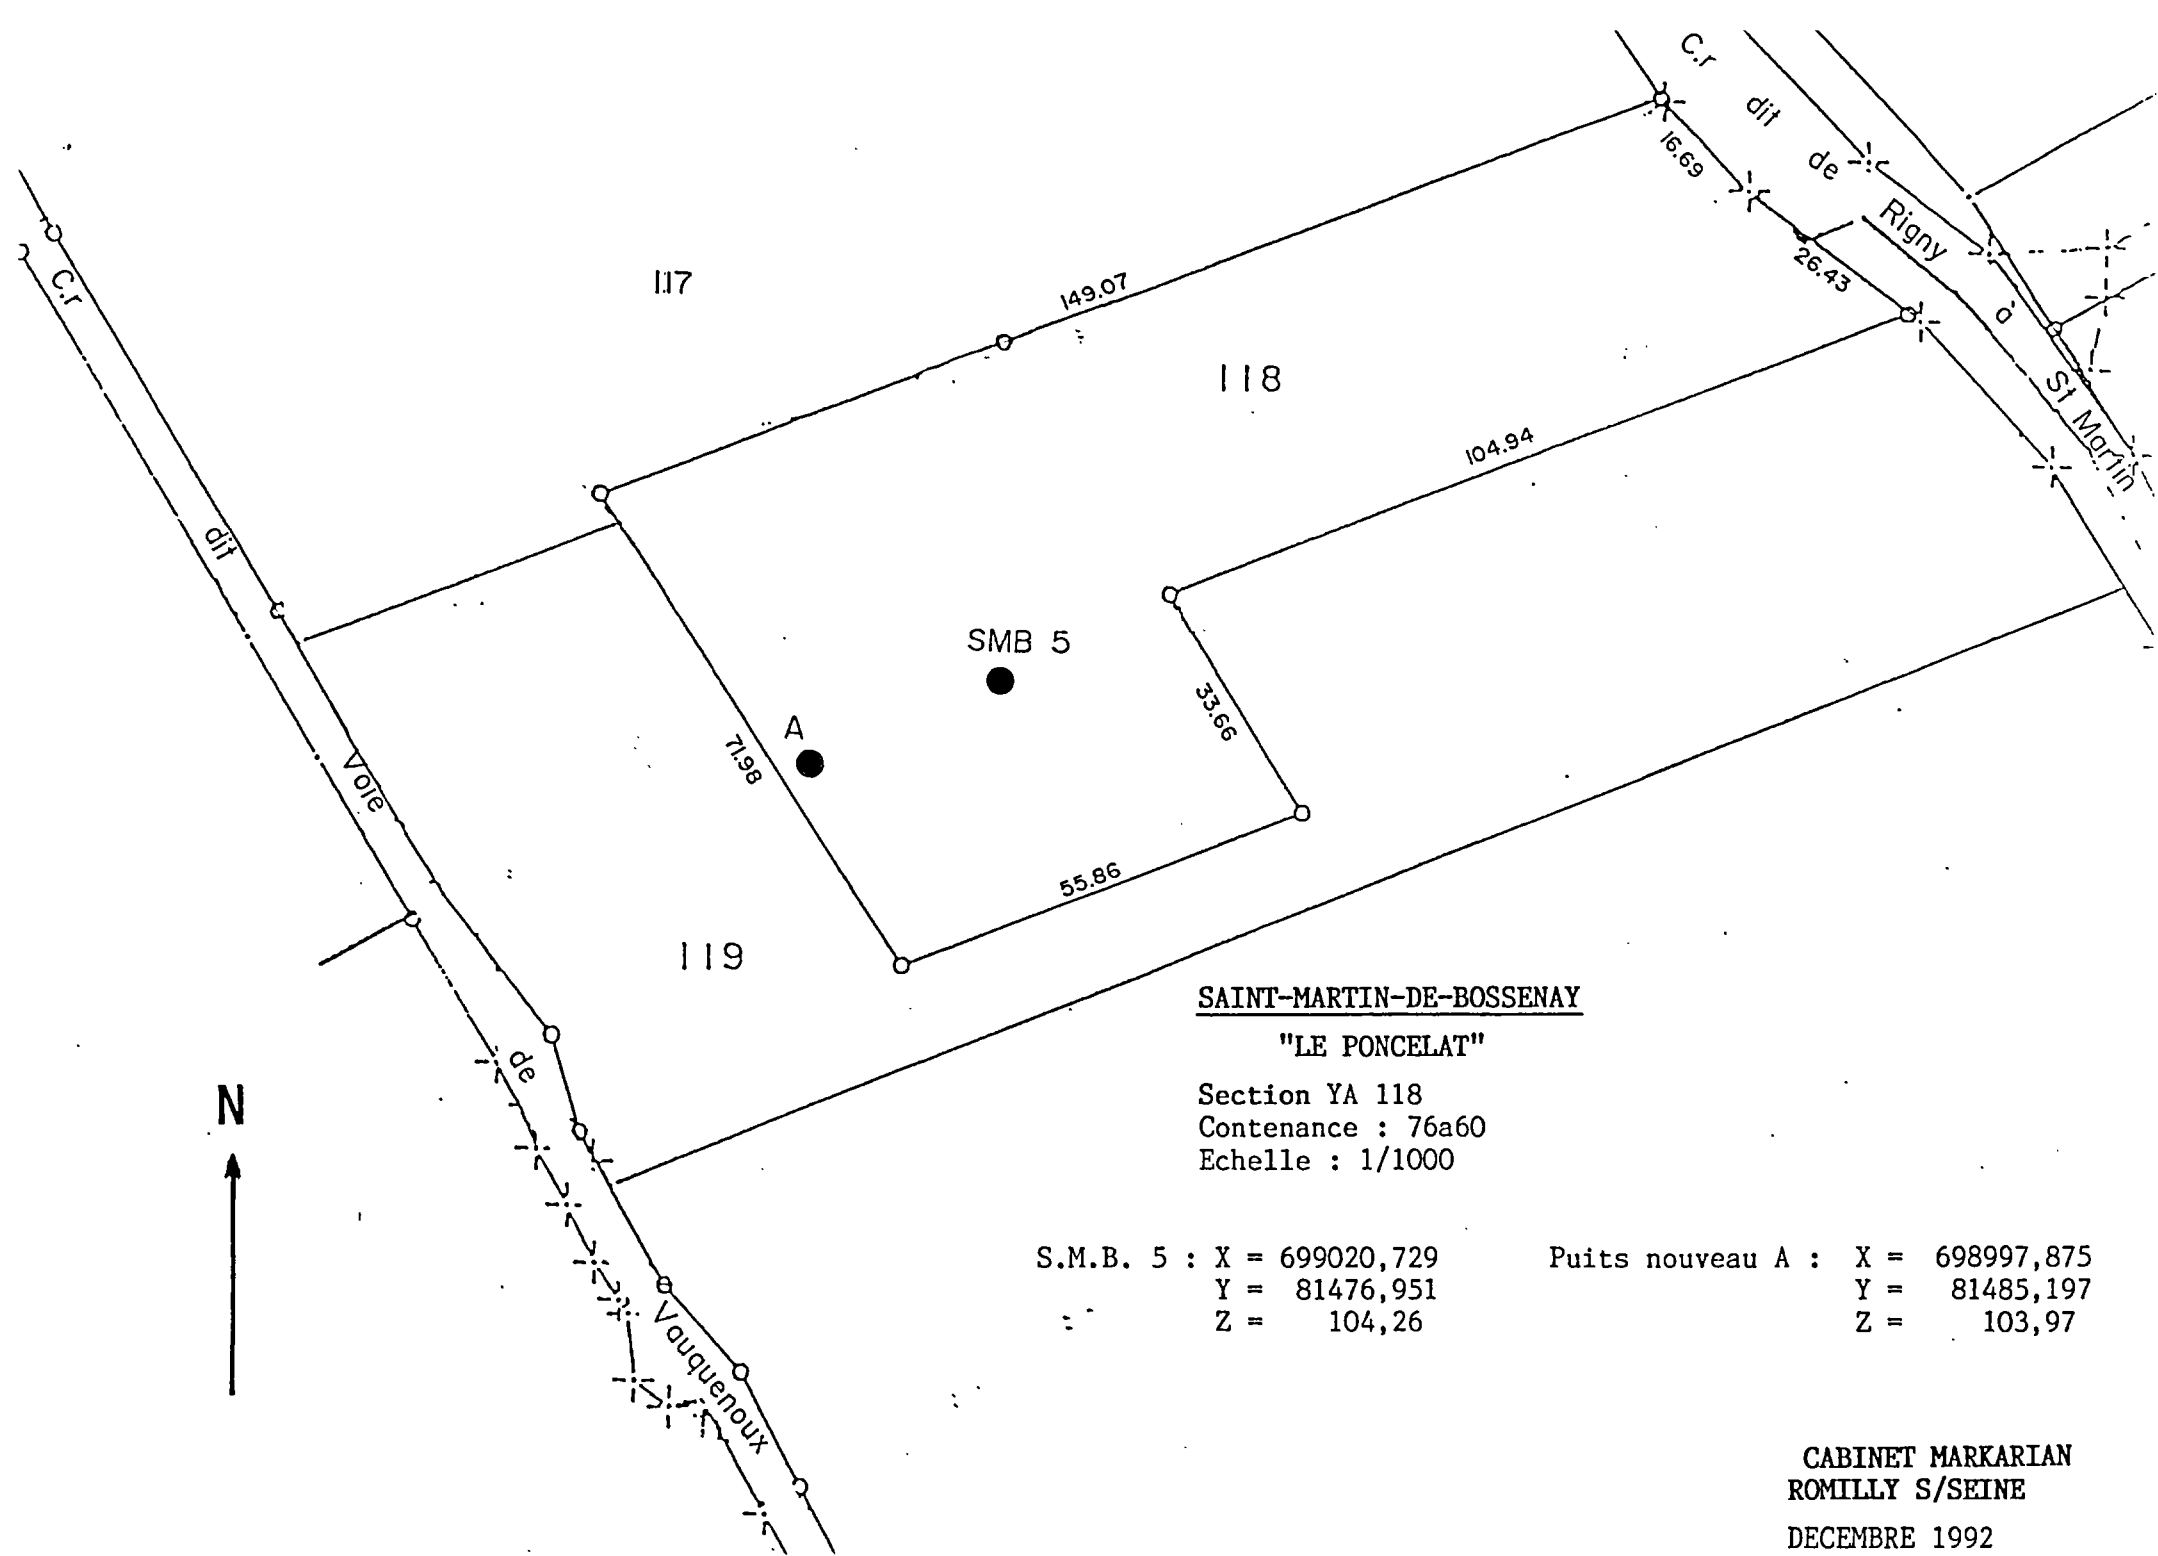 C.r dit de Rigny à St Martin
16.69
26.43
117
149.07
118
104.94
C.r dit Voie de Vauquenoux
SMB 5
A
71.98
33.66
55.86
119
SAINT-MARTIN-DE-BOSSENAY
"LE PONCELAT"
Section YA 118
Contenance : 76a60
Echelle : 1/1000
N
S.M.B. 5 : X = 699020,729
Y = 81476,951
Z = 104,26
Puits nouveau A : X = 698997,875
Y = 81485,197
Z = 103,97
CABINET MARKARIAN
ROMILLY S/SEINE
DECEMBRE 1992